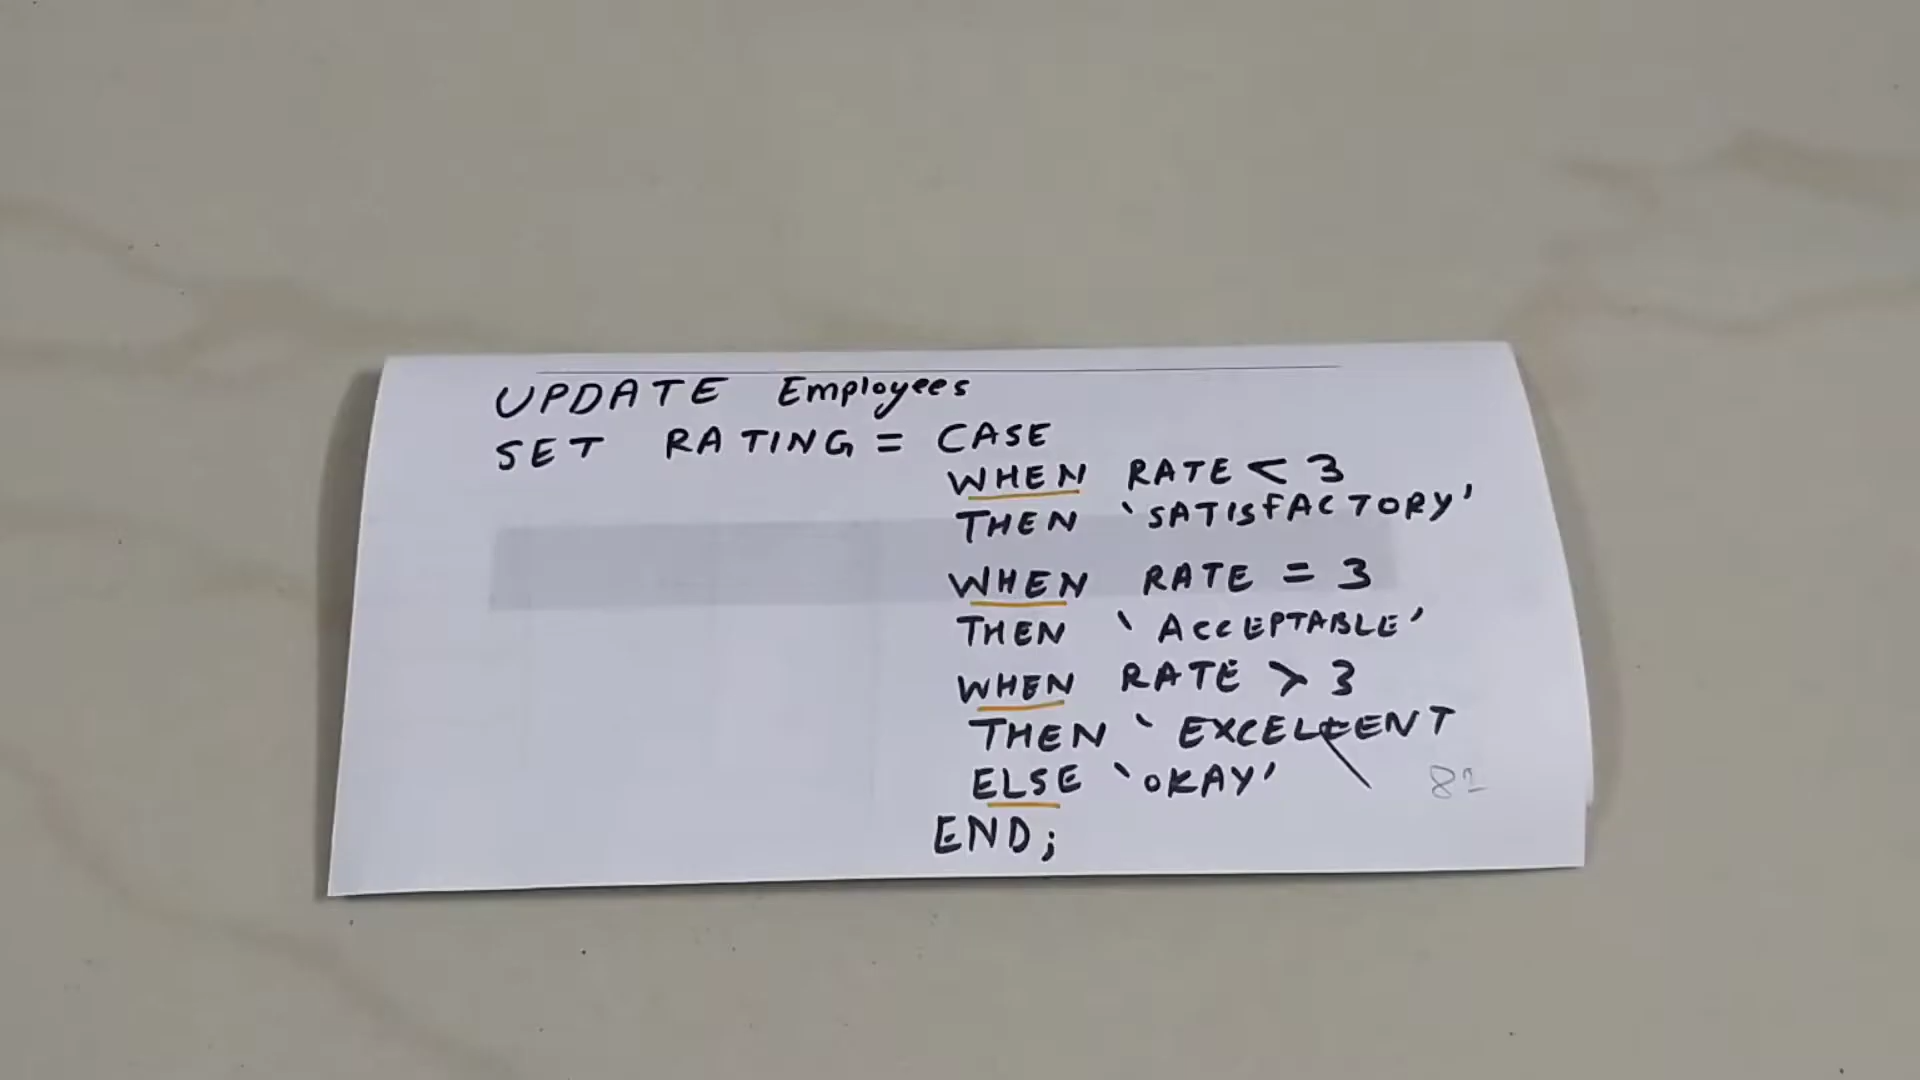 UPDATE Employees
SET RATING = CASE
WHEN RATE < 3
THEN 'SATISFACTORY'
WHEN RATE = 3
THEN 'ACCEPTABLE'
WHEN RATE > 3
THEN 'EXCELLENT
ELSE 'OKAY'
END;